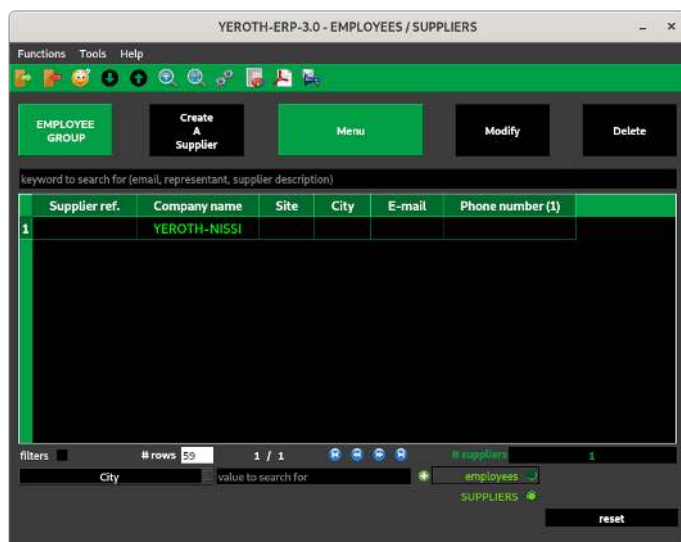 YEROTH-ERP-3.0 - EMPLOYEES / SUPPLIERS
Functions Tools Help
EMPLOYEE GROUP
Create A Supplier
Menu
Modify
Delete
keyword to search for (email, representant, supplier description)
Supplier ref. Company name Site City E-mail Phone number (1)
1 YEROTH-NISSI
filters # rows 59 1 / 1 # suppliers 1
City value to search for employees
SUPPLIERS
reset